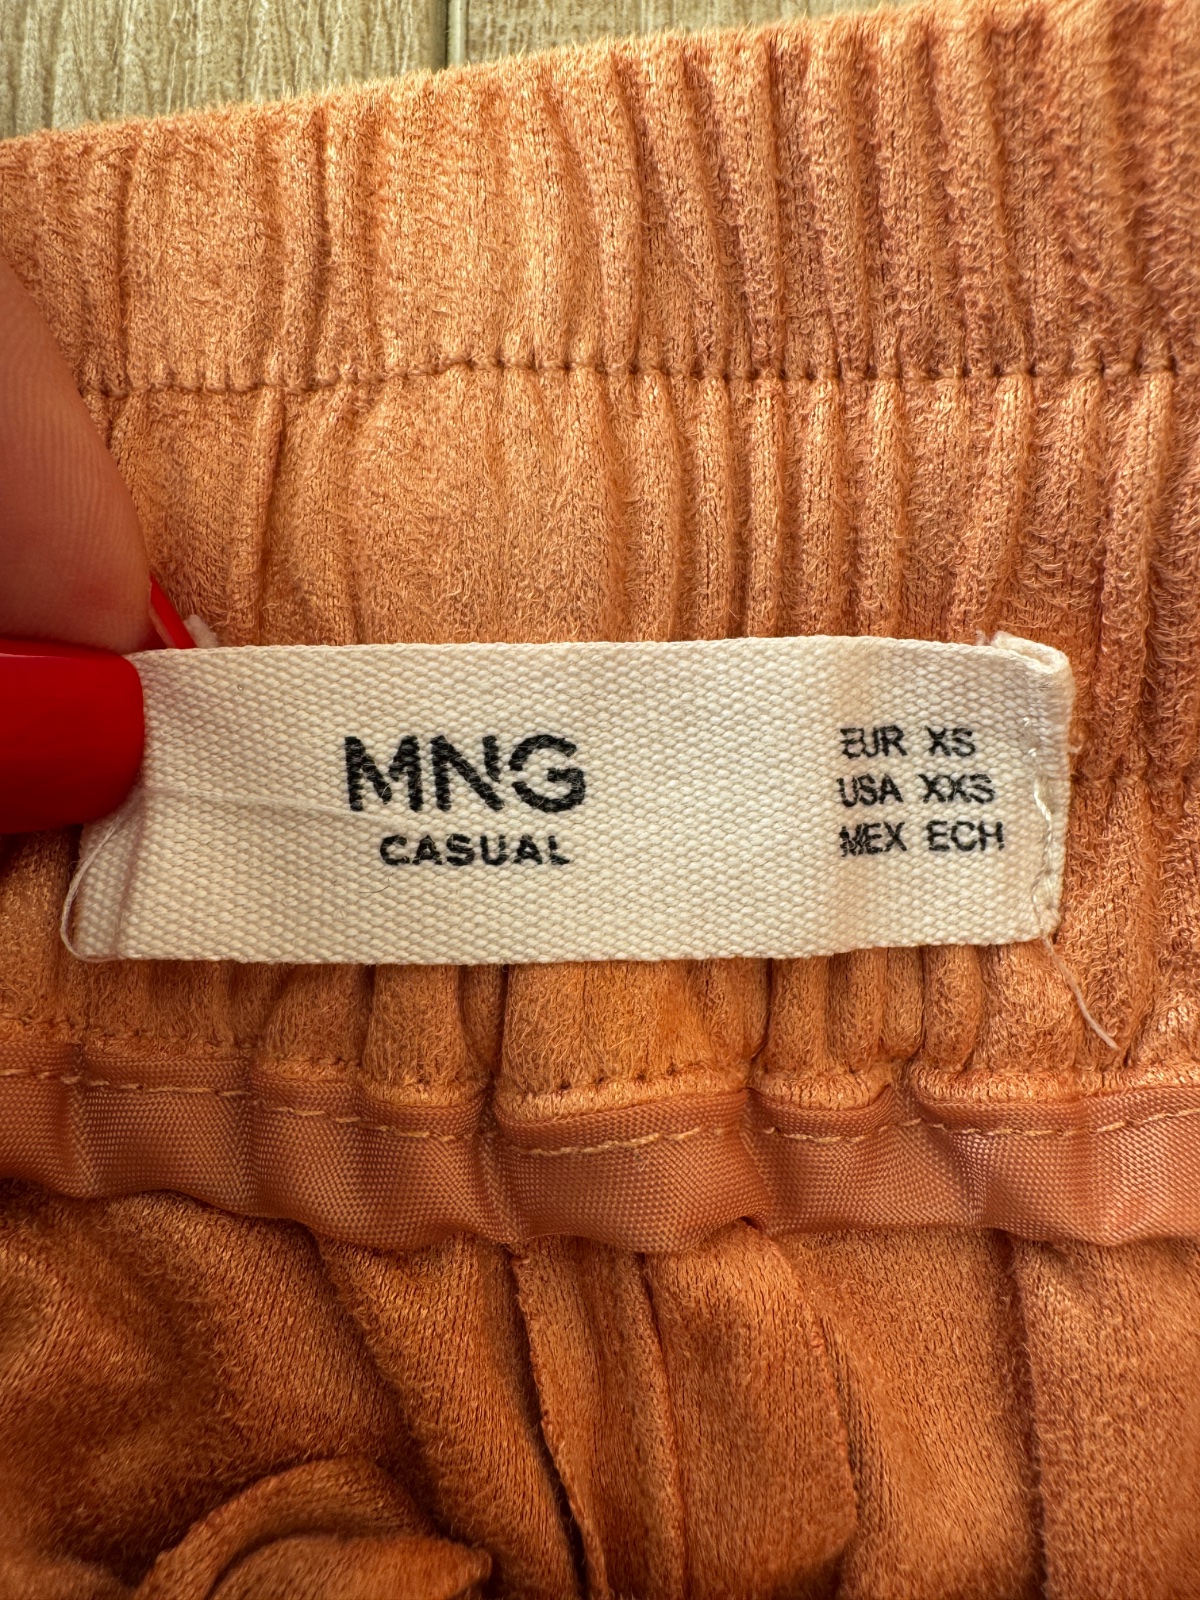 MNG
CASUAL
EUR XS
USA XXS
MEX ECH